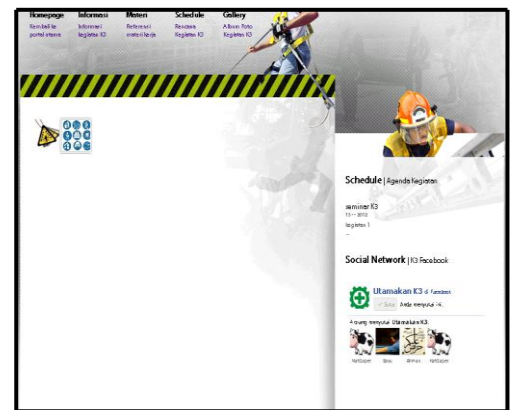 Homepage
Kembali ke
portal utama
Informasi
Informasi
kegiatan K3
Materi
Referensi
materi kerja
Schedule
Rencana
Kegiatan K3
Gallery
Album Foto
Kegiatan K3
Schedule | Agenda Kegiatan
seminar K3
kegiatan 1
Social Network | K3 Facebook
Utamakan K3
Suka Anda menyukai ini.
4 orang menyukai Utamakan K3.